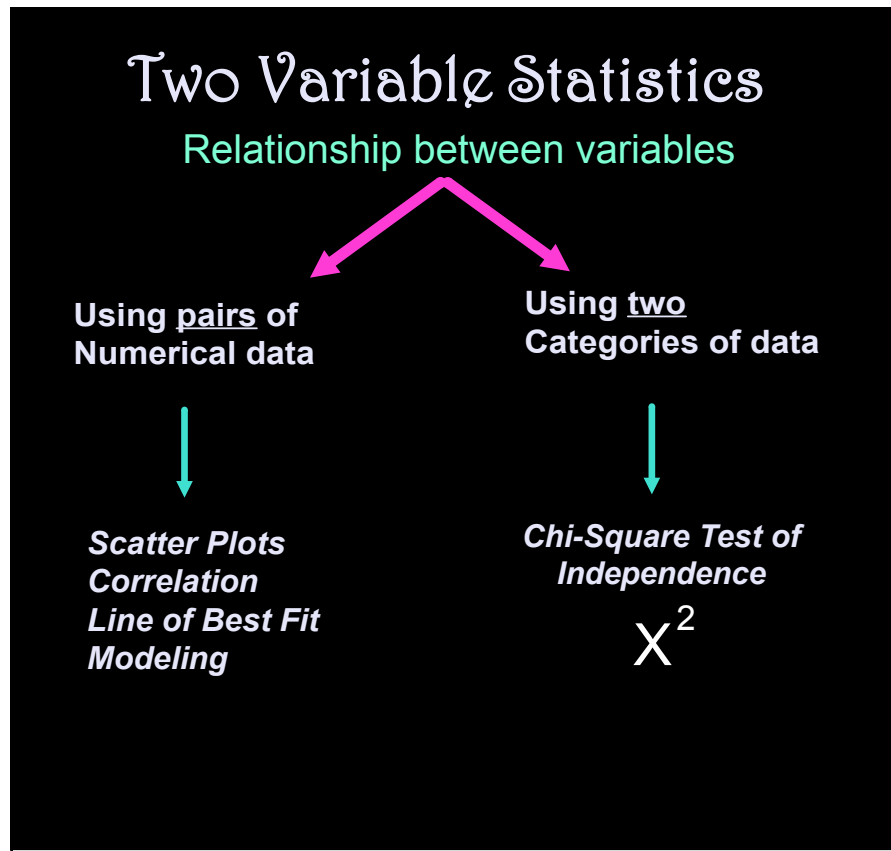 Two Variable Statistics
Relationship between variables
Using pairs of
Numerical data
Using two
Categories of data
Scatter Plots
Correlation
Line of Best Fit
Modeling
Chi-Square Test of
Independence
X²